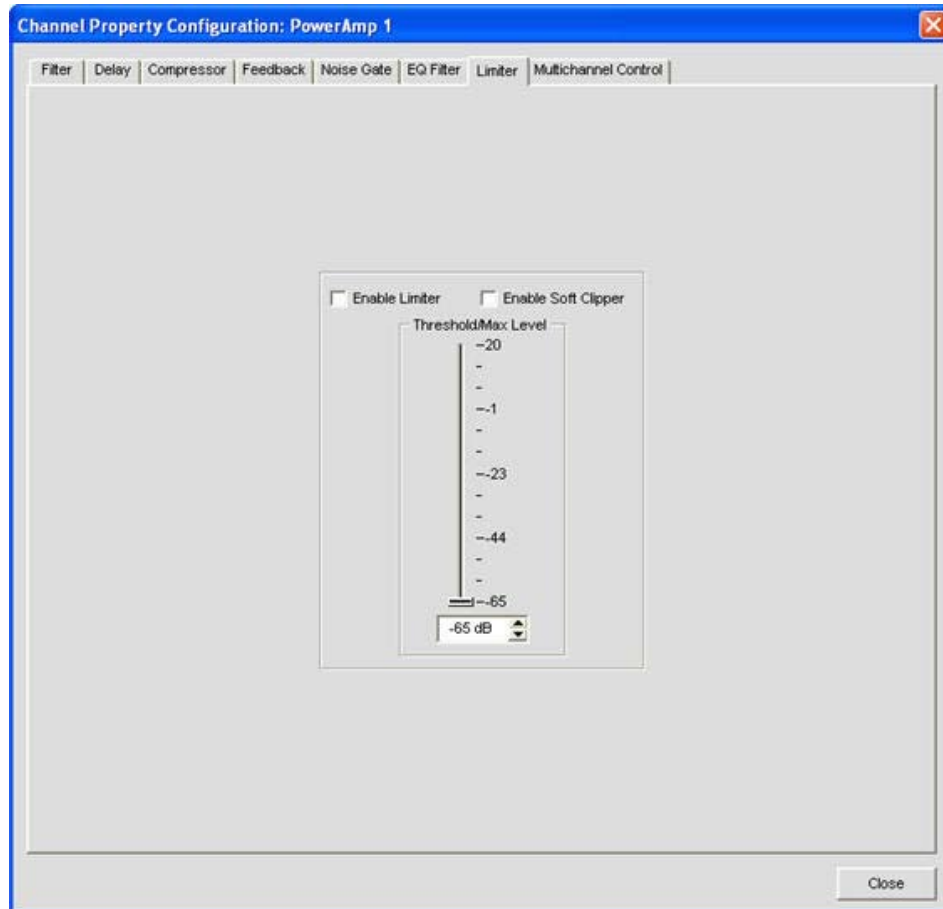 Channel Property Configuration: PowerAmp 1
Filter Delay Compressor Feedback Noise Gate EQ Filter Limiter Multichannel Control
Enable Limiter Enable Soft Clipper
Threshold/Max Level
20
-1
-23
-44
-65
-65 dB
Close